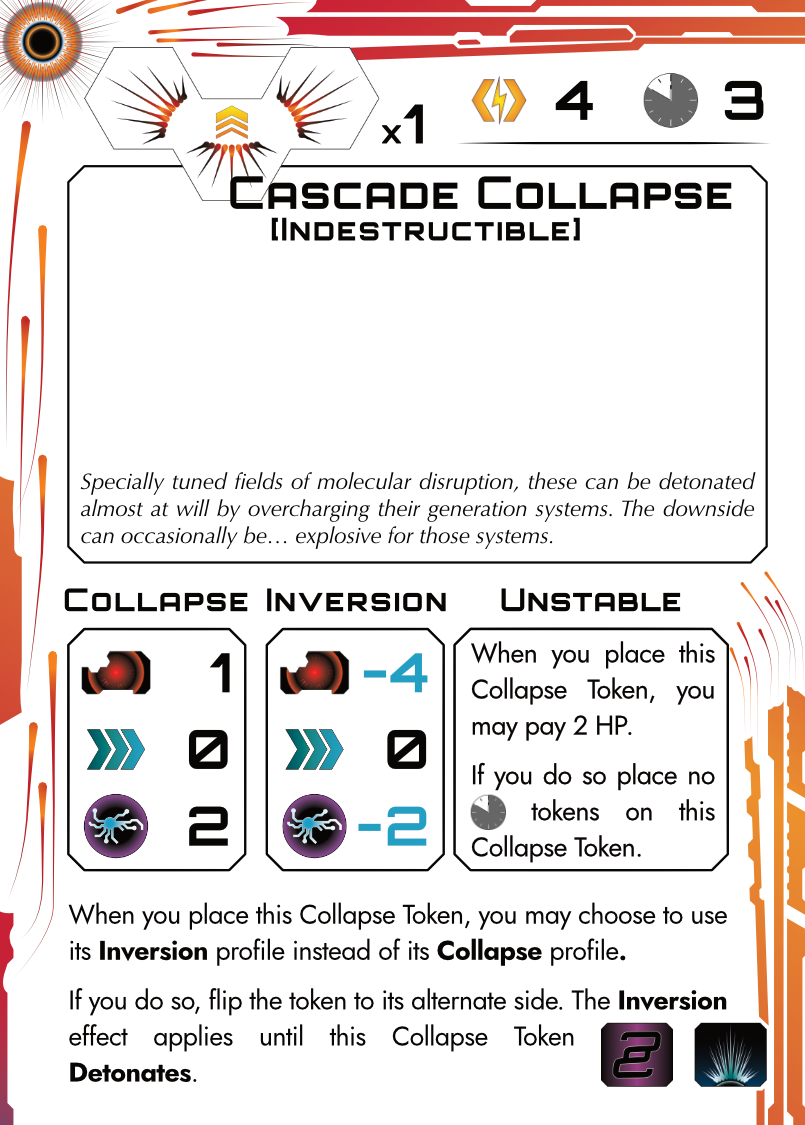 x1
4
3
Cascade Collapse
[Indestructible]
Specially tuned fields of molecular disruption, these can be detonated
almost at will by overcharging their generation systems. The downside
can occasionally be… explosive for those systems.
Collapse
1
0
2
Inversion
-4
0
-2
Unstable
When you place this
Collapse Token, you
may pay 2 HP.
If you do so place no
tokens on this
Collapse Token.
When you place this Collapse Token, you may choose to use
its Inversion profile instead of its Collapse profile.
If you do so, flip the token to its alternate side. The Inversion
effect applies until this Collapse Token
Detonates.
2